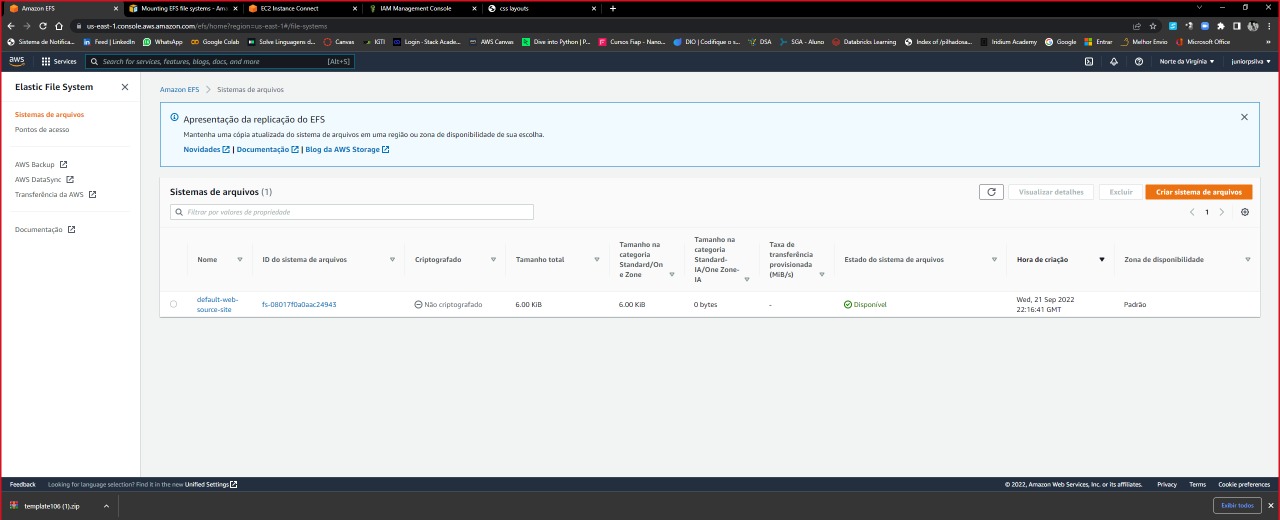 Amazon EFS
Mounting EFS file systems - Ama
EC2 Instance Connect
IAM Management Console
css layouts
us-east-1.console.aws.amazon.com/efs/home?region=us-east-1#/file-systems
Sistema de Notifica...
Feed | LinkedIn
WhatsApp
Google Colab
Solve Linguagens d...
Canvas
IGTI
Login · Stack Acade...
AWS Canvas
Dive into Python | P...
Cursos Fiap - Nano...
DIO | Codifique o s...
DSA
SGA - Aluno
Databricks Learning
Index of /pilhadosa...
Iridium Academy
Google
Entrar
Melhor Envio
Microsoft Office
»
aws
Services
Search for services, features, blogs, docs, and more
[Alt+S]
Norte da Virgínia
juniorpsilva
Elastic File System
Sistemas de arquivos
Pontos de acesso
AWS Backup
AWS DataSync
Transferência da AWS
Documentação
Amazon EFS
Sistemas de arquivos
Apresentação da replicação do EFS
Mantenha uma cópia atualizada do sistema de arquivos em uma região ou zona de disponibilidade de sua escolha.
Novidades | Documentação | Blog da AWS Storage
Sistemas de arquivos (1)
Visualizar detalhes
Excluir
Criar sistema de arquivos
Filtrar por valores de propriedade
1
Nome
ID do sistema de arquivos
Criptografado
Tamanho total
Tamanho na
categoria
Standard/On
e Zone
Tamanho na
categoria
Standard-
IA/One Zone-
IA
Taxa de
transferência
provisionada
(MiB/s)
Estado do sistema de arquivos
Hora de criação
Zona de disponibilidade
default-web-
source-site
fs-08017f0a0aac24943
Não criptografado
6.00 KiB
6.00 KiB
0 bytes
-
Disponível
Wed, 21 Sep 2022
22:16:41 GMT
Padrão
Feedback
Looking for language selection? Find it in the new Unified Settings
© 2022, Amazon Web Services, Inc. or its affiliates.
Privacy
Terms
Cookie preferences
template106 (1).zip
Exibir todos